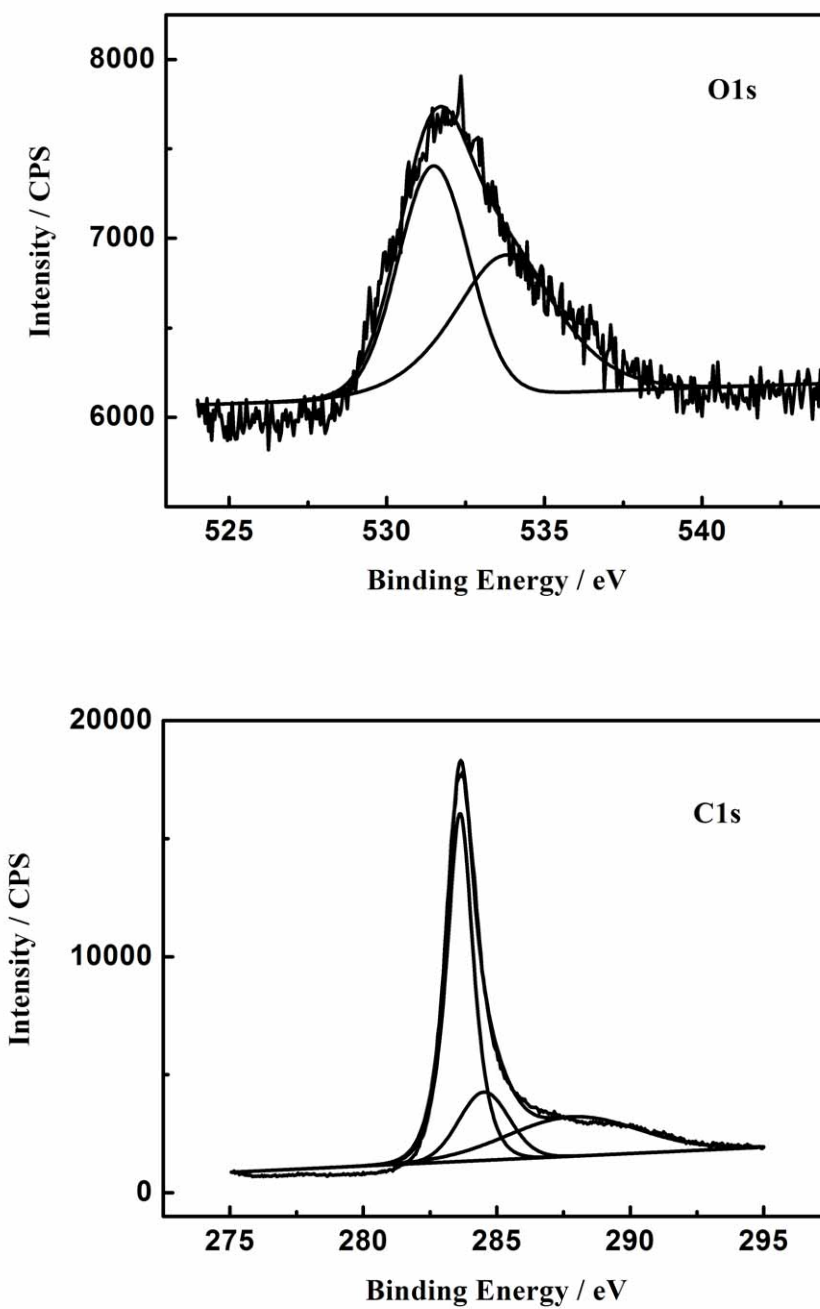 8000
O1s
7000
Intensity / CPS
6000
525 530 535 540
Binding Energy / eV
20000
C1s
10000
Intensity / CPS
0
275 280 285 290 295
Binding Energy / eV